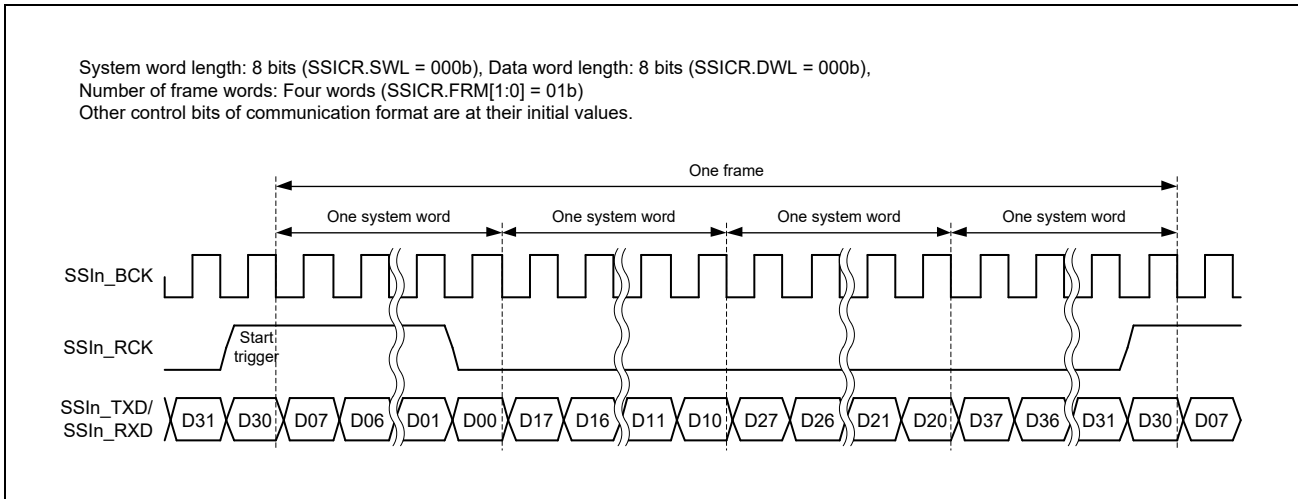 System word length: 8 bits (SSICR.SWL = 000b), Data word length: 8 bits (SSICR.DWL = 000b),
Number of frame words: Four words (SSICR.FRM[1:0] = 01b)
Other control bits of communication format are at their initial values.
One frame
One system word One system word One system word One system word
SSIn_BCK
SSIn_RCK Start
trigger
SSIn_TXD/
SSIn_RXD D31 D30 D07 D06 D01 D00 D17 D16 D11 D10 D27 D26 D21 D20 D37 D36 D31 D30 D07